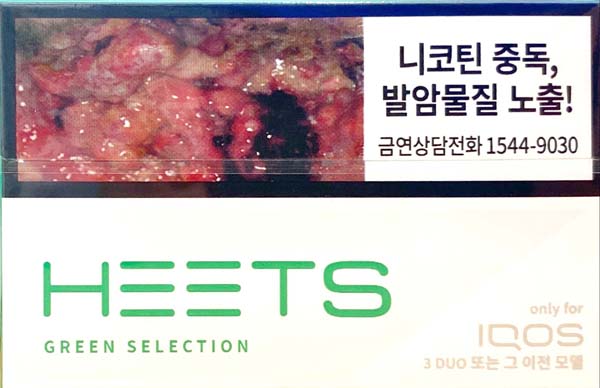 니코틴 중독,
발암물질 노출!
금연상담전화 1544-9030
HEETS
GREEN SELECTION
only for
IQOS
3 DUO 또는 그 이전 모델